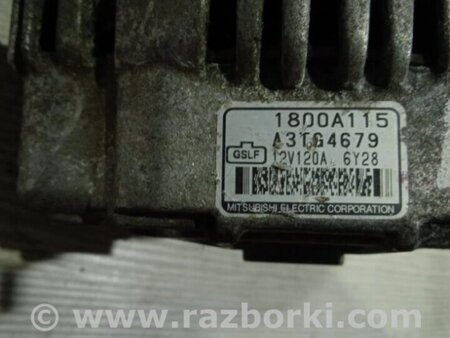 1800A115
A3TG4679
GSLF 12V120A 6Y28
MITSUBISHI ELECTRIC CORPORATION
www.razborki.com